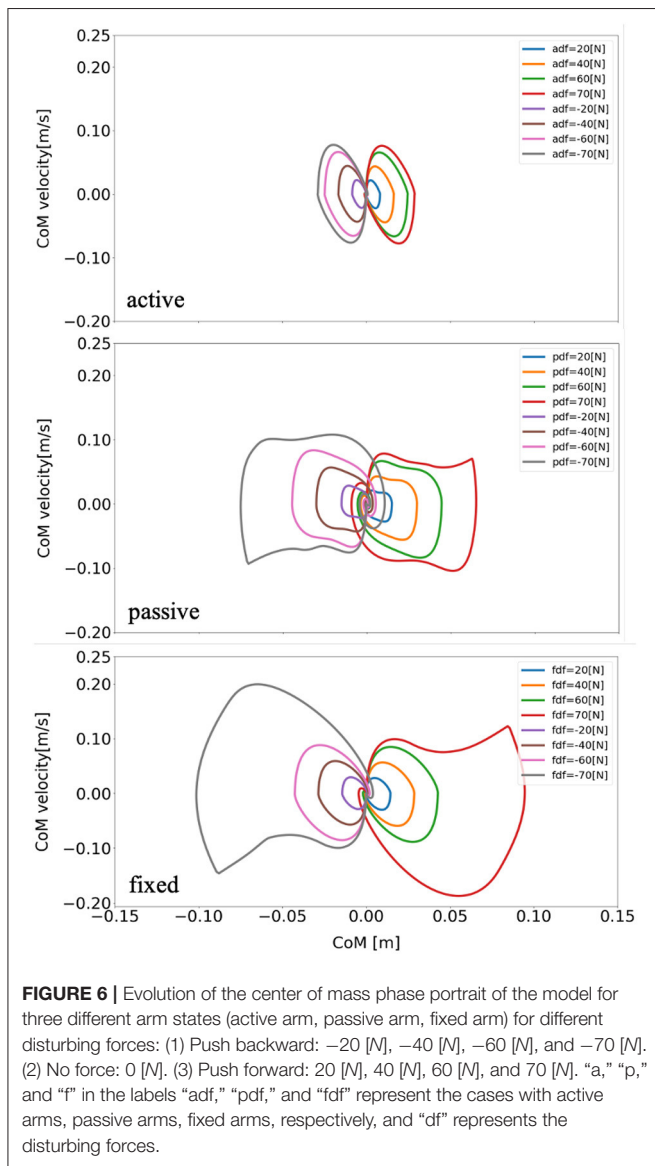 0.25
0.20
0.10
0.00
−0.10
−0.20
CoM velocity[m/s]
adf=20[N]
adf=40[N]
adf=60[N]
adf=70[N]
adf=-20[N]
adf=-40[N]
adf=-60[N]
adf=-70[N]
active
0.25
0.20
0.10
0.00
−0.10
−0.20
CoM velocity[m/s]
pdf=20[N]
pdf=40[N]
pdf=60[N]
pdf=70[N]
pdf=-20[N]
pdf=-40[N]
pdf=-60[N]
pdf=-70[N]
passive
0.25
0.20
0.10
0.00
−0.10
−0.20
CoM velocity[m/s]
fdf=20[N]
fdf=40[N]
fdf=60[N]
fdf=70[N]
fdf=-20[N]
fdf=-40[N]
fdf=-60[N]
fdf=-70[N]
fixed
−0.15 −0.10 −0.05 0.00 0.05 0.10 0.15
CoM [m]
FIGURE 6 | Evolution of the center of mass phase portrait of the model for
three different arm states (active arm, passive arm, fixed arm) for different
disturbing forces: (1) Push backward: −20 [N], −40 [N], −60 [N], and −70 [N].
(2) No force: 0 [N]. (3) Push forward: 20 [N], 40 [N], 60 [N], and 70 [N]. “a,” “p,”
and “f” in the labels “adf,” “pdf,” and “fdf” represent the cases with active
arms, passive arms, fixed arms, respectively, and “df” represents the
disturbing forces.